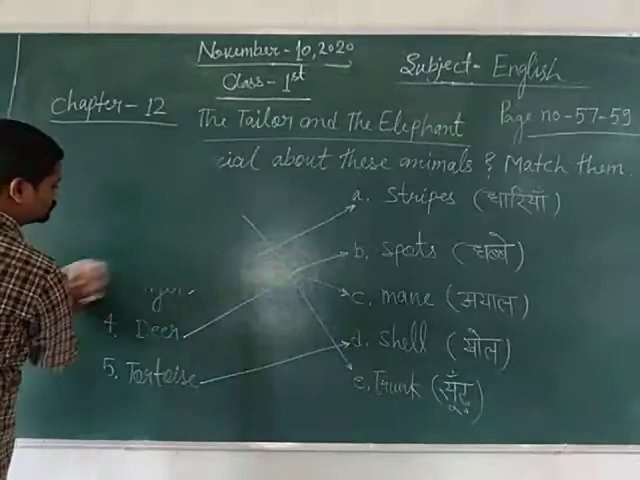 November-10,2020
Subject- English
Class-1st
Chapter-12
Page no-57-59
The Tailor and The Elephant
cial about these animals? Match them.
a. Stripes (धारियाँ)
b. Spots (धब्बे)
c. mane (अयाल)
4. Deer
d. Shell (खोल)
5. Tortoise
e. Trunk (सूँड़)